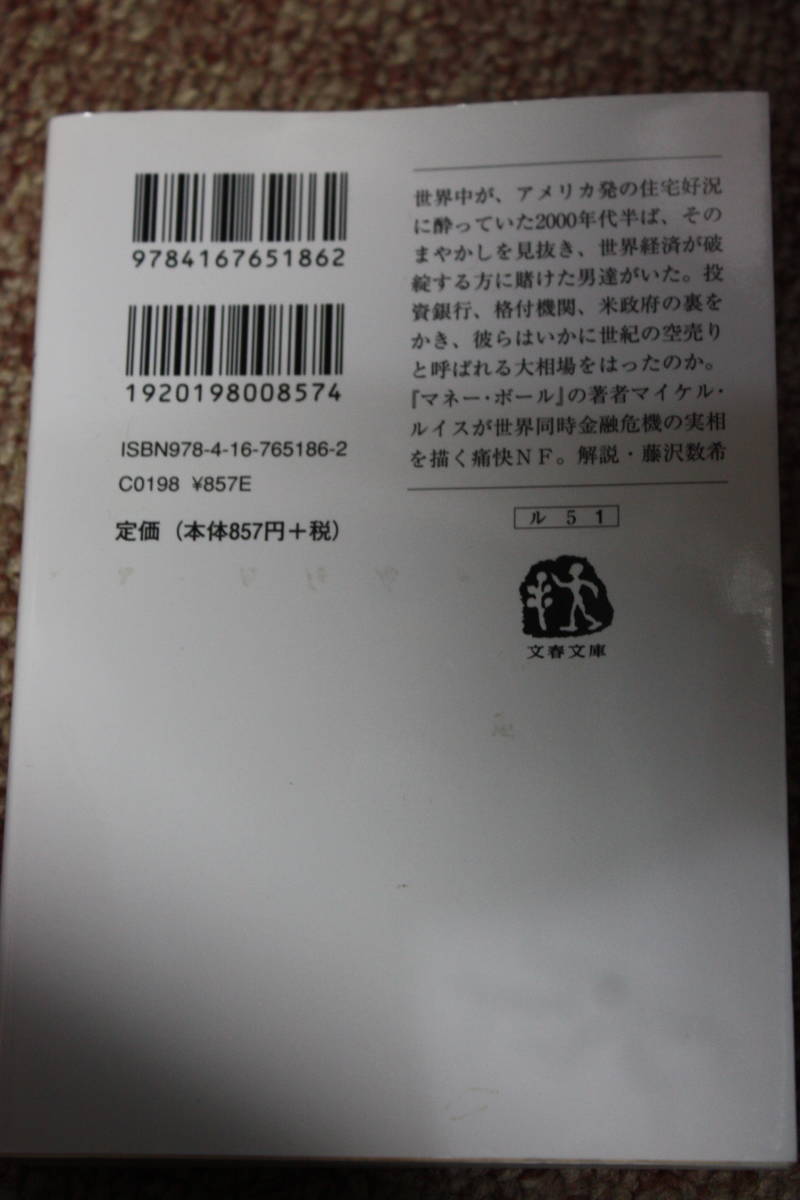 9784167651862
1920198008574
ISBN978-4-16-765186-2
C0198 ¥857E
定価（本体857円＋税）
世界中が、アメリカ発の住宅好況
に酔っていた2000年代半ば、その
まやかしを見抜き、世界経済が破
綻する方に賭けた男達がいた。投
資銀行、格付機関、米政府の裏を
かき、彼らはいかに世紀の空売り
と呼ばれる大相場をはったのか。
『マネー・ボール』の著者マイケル・
ルイスが世界同時金融危機の実相
を描く痛快ＮＦ。解説・藤沢数希
ル 5 1
文春文庫